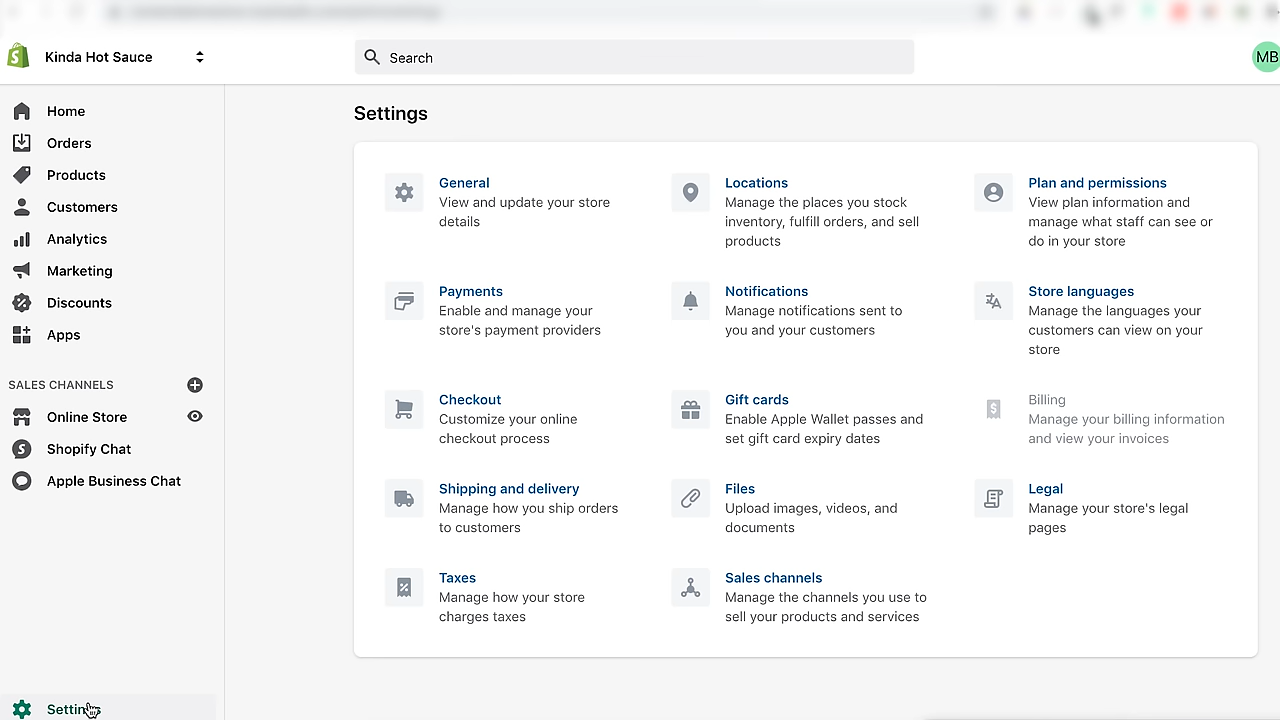 Kinda Hot Sauce
Search
MB
Home
Orders
Products
Customers
Analytics
Marketing
Discounts
Apps
SALES CHANNELS
Online Store
Shopify Chat
Apple Business Chat
Settings
Settings
General
View and update your store
details
Locations
Manage the places you stock
inventory, fulfill orders, and sell
products
Plan and permissions
View plan information and
manage what staff can see or
do in your store
Payments
Enable and manage your
store's payment providers
Notifications
Manage notifications sent to
you and your customers
Store languages
Manage the languages your
customers can view on your
store
Checkout
Customize your online
checkout process
Gift cards
Enable Apple Wallet passes and
set gift card expiry dates
Billing
Manage your billing information
and view your invoices
Shipping and delivery
Manage how you ship orders
to customers
Files
Upload images, videos, and
documents
Legal
Manage your store's legal
pages
Taxes
Manage how your store
charges taxes
Sales channels
Manage the channels you use to
sell your products and services